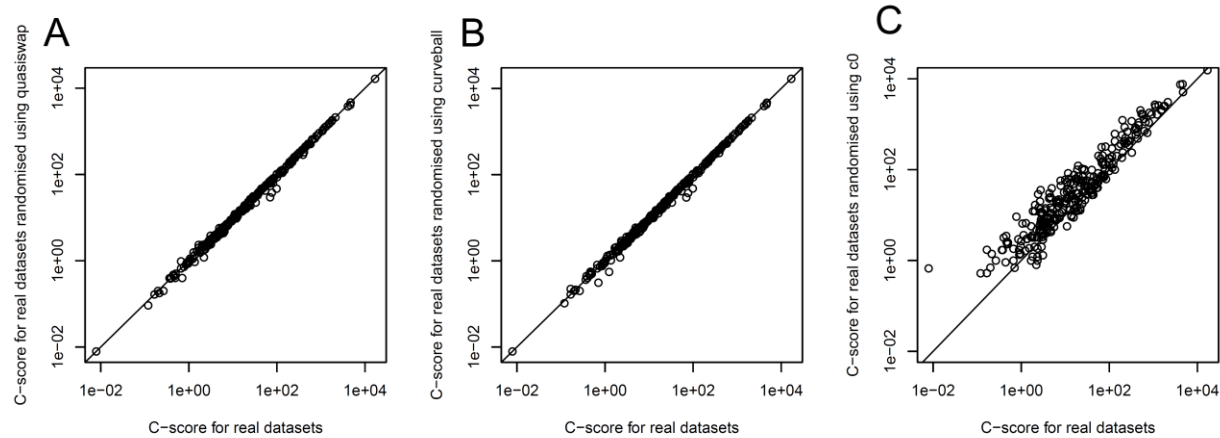 A
C−score for real datasets randomised using quasiswap
1e+04
1e+02
1e+00
1e−02
1e−02 1e+00 1e+02 1e+04
C−score for real datasets
B
C−score for real datasets randomised using curveball
1e+04
1e+02
1e+00
1e−02
1e−02 1e+00 1e+02 1e+04
C−score for real datasets
C
C−score for real datasets randomised using c0
1e+04
1e+02
1e+00
1e−02
1e−02 1e+00 1e+02 1e+04
C−score for real datasets